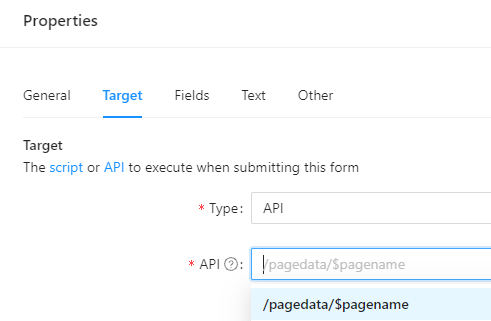 Properties
General Target Fields Text Other
Target
The script or API to execute when submitting this form
* Type: API
* API ?: /pagedata/$pagename
/pagedata/$pagename